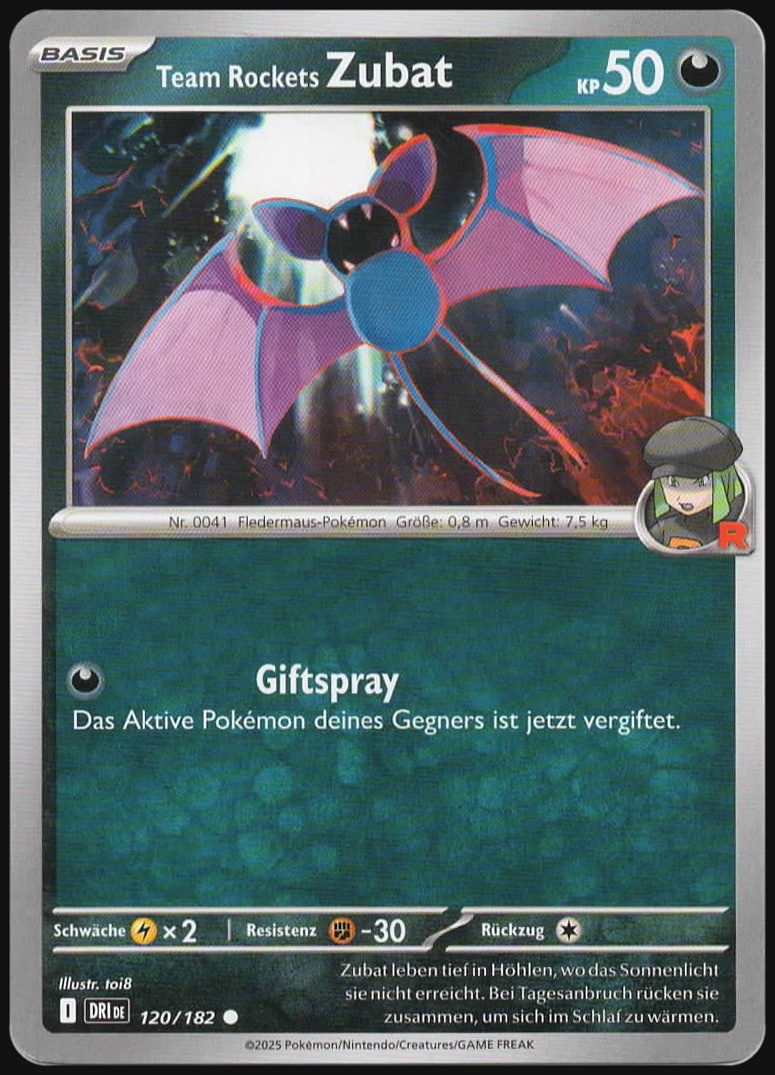 BASIS
Team Rockets Zubat
KP 50
Nr. 0041 Fledermaus-Pokémon Größe: 0,8 m Gewicht: 7,5 kg
R
Giftspray
Das Aktive Pokémon deines Gegners ist jetzt vergiftet.
Schwäche ×2 Resistenz -30 Rückzug
Zubat leben tief in Höhlen, wo das Sonnenlicht
sie nicht erreicht. Bei Tagesanbruch rücken sie
zusammen, um sich im Schlaf zu wärmen.
Illustr. toi8
I DRI DE 120/182
©2025 Pokémon/Nintendo/Creatures/GAME FREAK